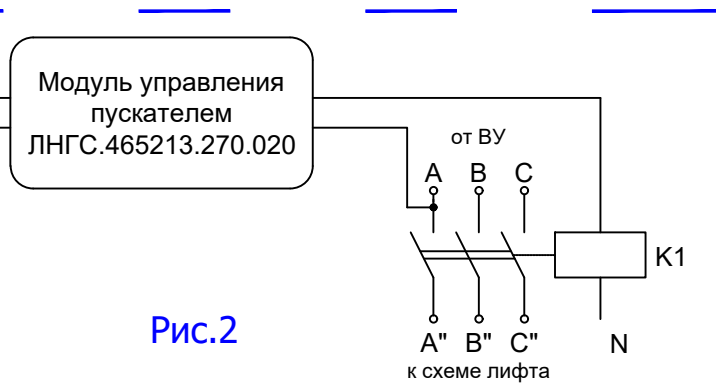 Модуль управления
пускателем
ЛНГС.465213.270.020
от ВУ
A B C
K1
A" B" C"
N
к схеме лифта
Рис.2